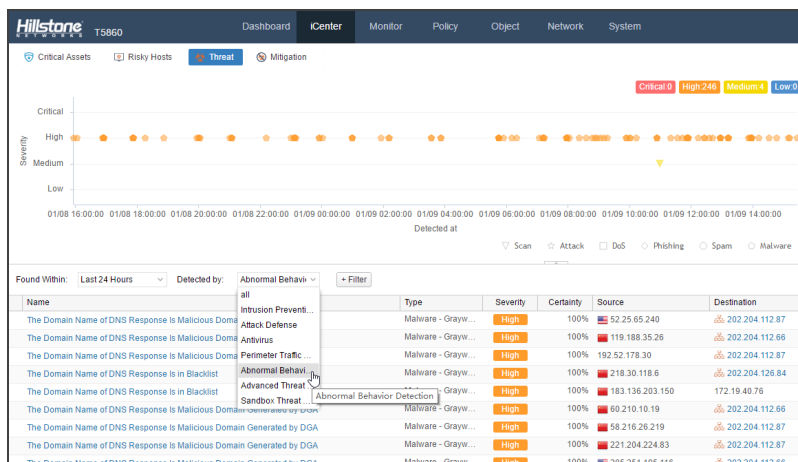 Hillstone NETWORKS T5860 Dashboard iCenter Monitor Policy Object Network System
Critical Assets Risky Hosts Threat Mitigation
Critical:0 High:246 Medium:4 Low:0
Severity
Critical
High
Medium
Low
01/08 16:00:00 01/08 18:00:00 01/08 20:00:00 01/08 22:00:00 01/09 00:00:00 01/09 02:00:00 01/09 04:00:00 01/09 06:00:00 01/09 08:00:00 01/09 10:00:00 01/09 12:00:00 01/09 14:00:00
Detected at
Scan Attack DoS Phishing Spam Malware
Found Within: Last 24 Hours Detected by: Abnormal Behavi + Filter
all
Intrusion Preventi...
Attack Defense
Antivirus
Perimeter Traffic ...
Abnormal Behavi...
Advanced Threat
Sandbox Threat ...
Abnormal Behavior Detection
Name Type Severity Certainty Source Destination
The Domain Name of DNS Response Is Malicious Doma Malware - Grayw... High 100% 52.25.65.240 202.204.112.87
The Domain Name of DNS Response Is Malicious Doma Malware - Grayw... High 100% 119.188.35.26 202.204.112.66
The Domain Name of DNS Response Is Malicious Doma Malware - Grayw... High 100% 192.52.178.30 202.204.112.87
The Domain Name of DNS Response Is in Blacklist Malware - Grayw... High 100% 218.30.118.6 202.204.126.84
The Domain Name of DNS Response Is in Blacklist High 100% 183.136.203.150 172.19.40.76
The Domain Name of DNS Response Is Malicious Domain Generated by DGA Malware - Grayw... High 100% 60.210.10.19 202.204.112.66
The Domain Name of DNS Response Is Malicious Domain Generated by DGA Malware - Grayw... High 100% 58.216.26.219 202.204.112.87
The Domain Name of DNS Response Is Malicious Domain Generated by DGA Malware - Grayw... High 100% 221.204.224.83 202.204.112.87